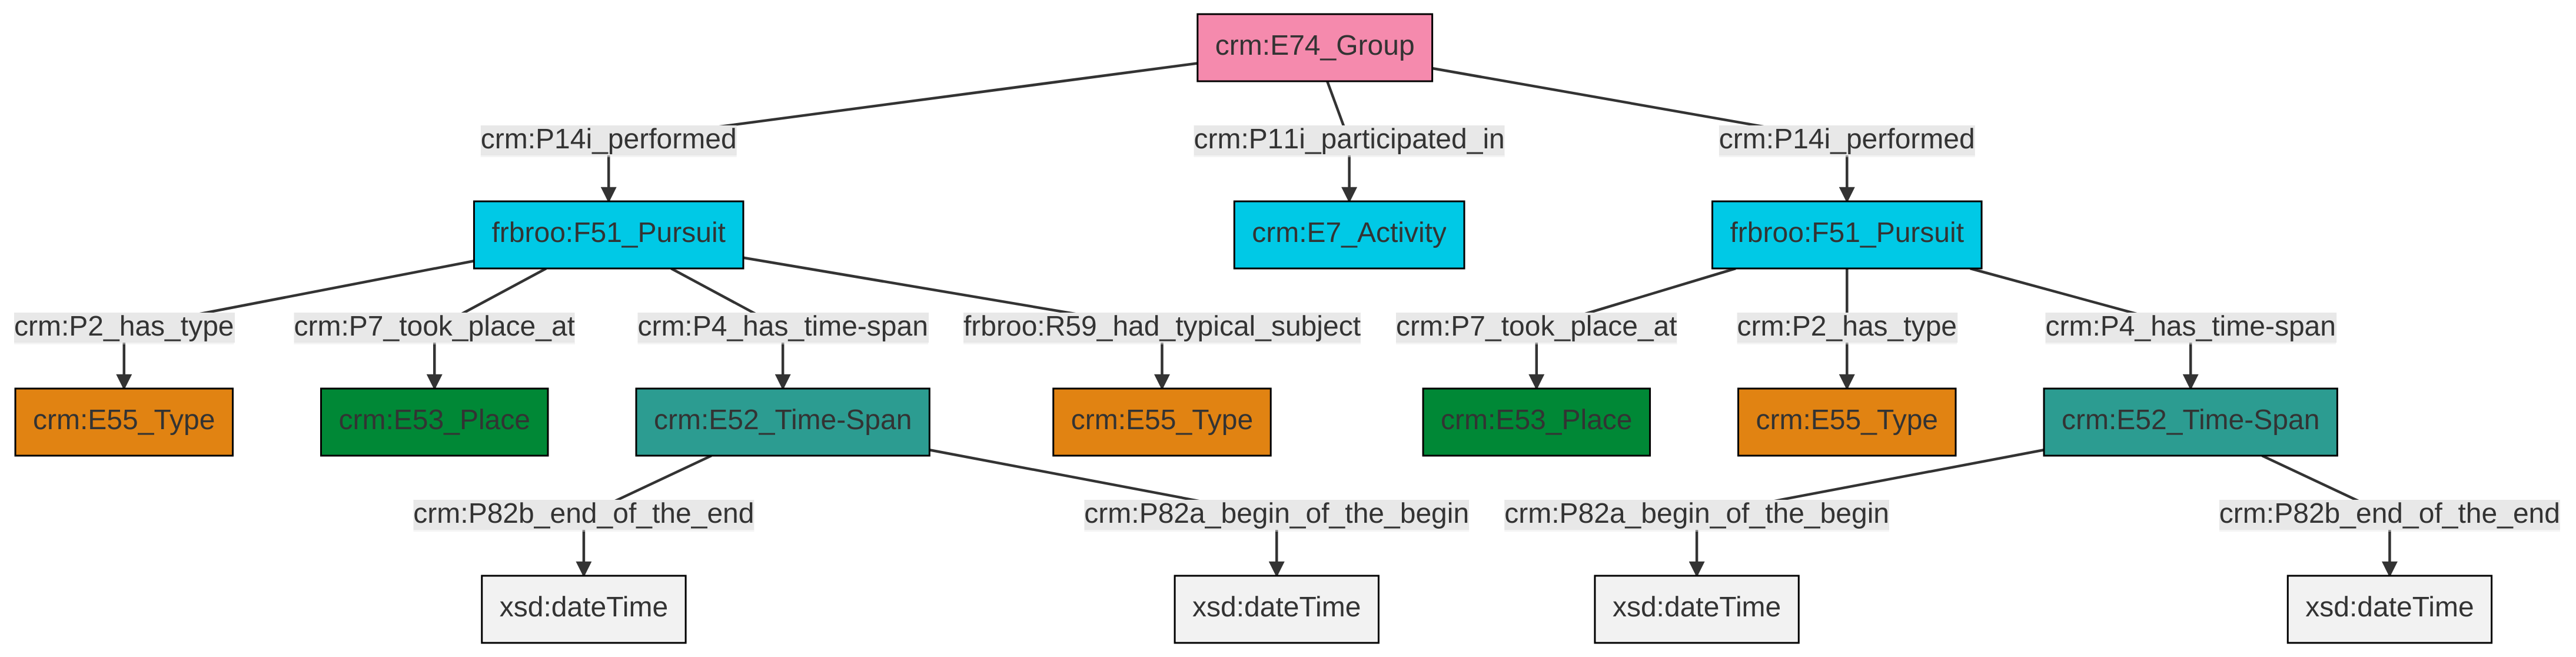 crm:E74_Group
crm:P14i_performed
crm:P11i_participated_in
crm:P14i_performed
frbroo:F51_Pursuit
crm:E7_Activity
frbroo:F51_Pursuit
crm:P2_has_type
crm:P7_took_place_at
crm:P4_has_time-span
frbroo:R59_had_typical_subject
crm:P7_took_place_at
crm:P2_has_type
crm:P4_has_time-span
crm:E55_Type
crm:E53_Place
crm:E52_Time-Span
crm:E55_Type
crm:E53_Place
crm:E55_Type
crm:E52_Time-Span
crm:P82b_end_of_the_end
crm:P82a_begin_of_the_begin
crm:P82a_begin_of_the_begin
crm:P82b_end_of_the_end
xsd:dateTime
xsd:dateTime
xsd:dateTime
xsd:dateTime